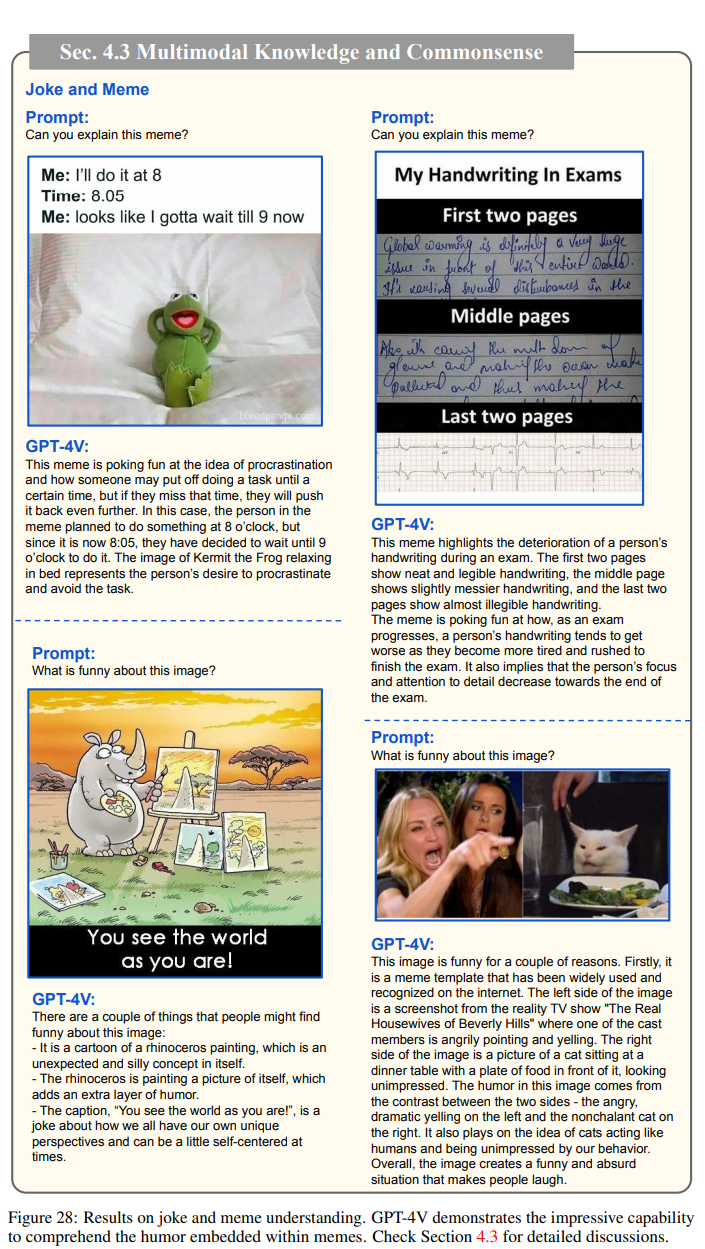 Sec. 4.3 Multimodal Knowledge and Commonsense
Joke and Meme
Prompt:
Can you explain this meme?
Me: I'll do it at 8
Time: 8.05
Me: looks like I gotta wait till 9 now
boredpanda.com
GPT-4V:
This meme is poking fun at the idea of procrastination
and how someone may put off doing a task until a
certain time, but if they miss that time, they will push
it back even further. In this case, the person in the
meme planned to do something at 8 o'clock, but
since it is now 8:05, they have decided to wait until 9
o'clock to do it. The image of Kermit the Frog relaxing
in bed represents the person's desire to procrastinate
and avoid the task.
Prompt:
What is funny about this image?
You see the world
as you are!
GPT-4V:
There are a couple of things that people might find
funny about this image:
- It is a cartoon of a rhinoceros painting, which is an
unexpected and silly concept in itself.
- The rhinoceros is painting a picture of itself, which
adds an extra layer of humor.
- The caption, “You see the world as you are!”, is a
joke about how we all have our own unique
perspectives and can be a little self-centered at
times.
Prompt:
Can you explain this meme?
My Handwriting In Exams
First two pages
Global warming is definitely a very huge
issue in front of this entire world.
It's causing several disturbances in the
Middle pages
Also the melt down of
and making the ocean
polluted and thus making the
Last two pages
GPT-4V:
This meme highlights the deterioration of a person's
handwriting during an exam. The first two pages
show neat and legible handwriting, the middle page
shows slightly messier handwriting, and the last two
pages show almost illegible handwriting.
The meme is poking fun at how, as an exam
progresses, a person's handwriting tends to get
worse as they become more tired and rushed to
finish the exam. It also implies that the person's focus
and attention to detail decrease towards the end of
the exam.
Prompt:
What is funny about this image?
GPT-4V:
This image is funny for a couple of reasons. Firstly, it
is a meme template that has been widely used and
recognized on the internet. The left side of the image
is a screenshot from the reality TV show "The Real
Housewives of Beverly Hills" where one of the cast
members is angrily pointing and yelling. The right
side of the image is a picture of a cat sitting at a
dinner table with a plate of food in front of it, looking
unimpressed. The humor in this image comes from
the contrast between the two sides - the angry,
dramatic yelling on the left and the nonchalant cat on
the right. It also plays on the idea of cats acting like
humans and being unimpressed by our behavior.
Overall, the image creates a funny and absurd
situation that makes people laugh.
Figure 28: Results on joke and meme understanding. GPT-4V demonstrates the impressive capability
to comprehend the humor embedded within memes. Check Section 4.3 for detailed discussions.